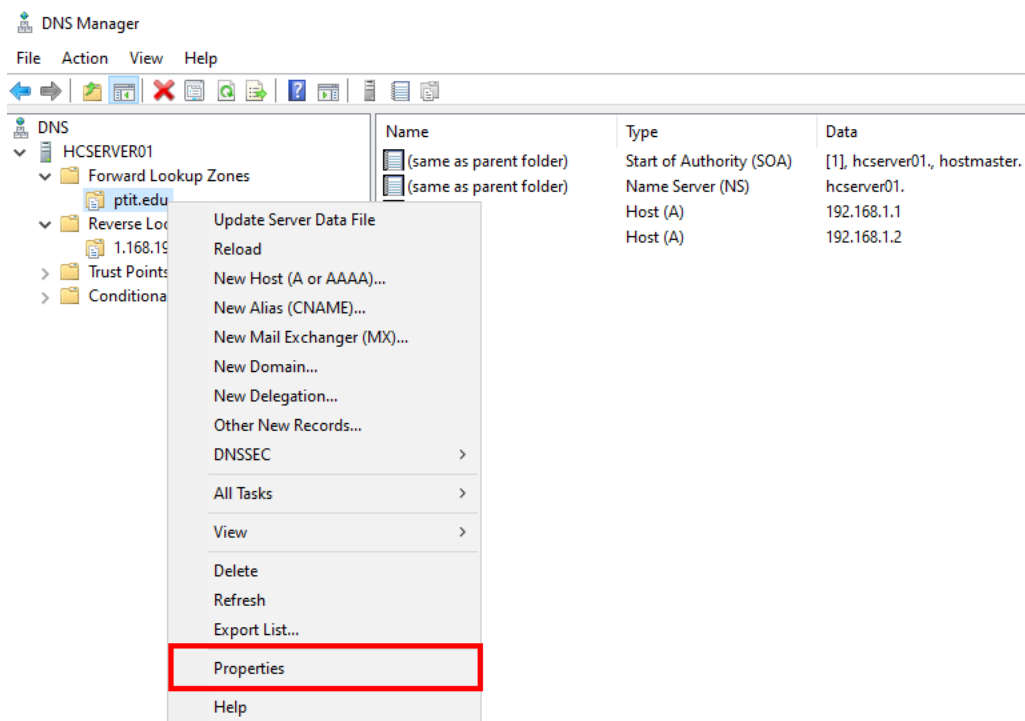 DNS Manager
File Action View Help
DNS
HCSERVER01
Forward Lookup Zones
ptit.edu
Reverse Loo
1.168.19
Trust Points
Conditiona
Name Type Data
(same as parent folder) Start of Authority (SOA) [1], hcserver01., hostmaster.
(same as parent folder) Name Server (NS) hcserver01.
Host (A) 192.168.1.1
Host (A) 192.168.1.2
Update Server Data File
Reload
New Host (A or AAAA)...
New Alias (CNAME)...
New Mail Exchanger (MX)...
New Domain...
New Delegation...
Other New Records...
DNSSEC
All Tasks
View
Delete
Refresh
Export List...
Properties
Help